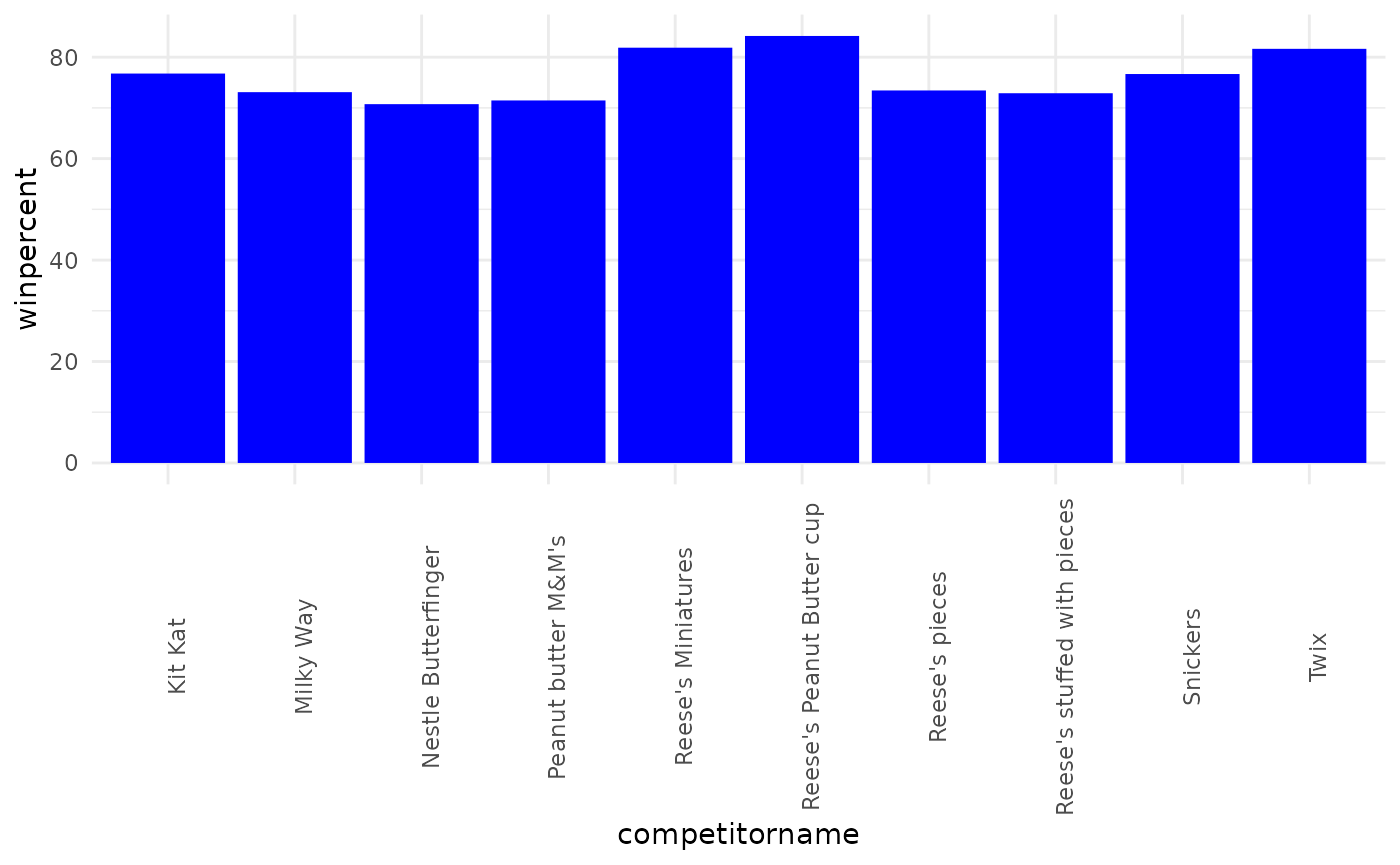 winpercent
80
60
40
20
0
Kit Kat
Milky Way
Nestle Butterfinger
Peanut butter M&M's
Reese's Miniatures
Reese's Peanut Butter cup
Reese's pieces
Reese's stuffed with pieces
Snickers
Twix
competitorname